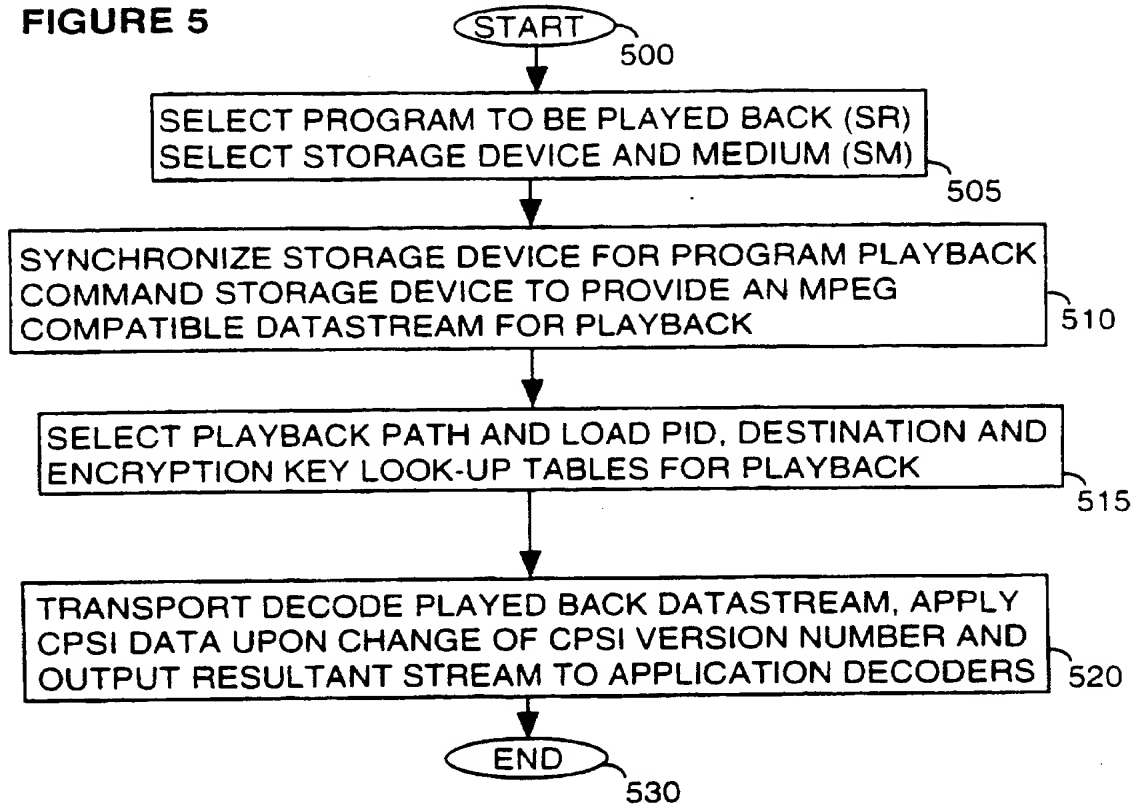 FIGURE 5
START
500
SELECT PROGRAM TO BE PLAYED BACK (SR)
SELECT STORAGE DEVICE AND MEDIUM (SM)
505
SYNCHRONIZE STORAGE DEVICE FOR PROGRAM PLAYBACK
COMMAND STORAGE DEVICE TO PROVIDE AN MPEG
COMPATIBLE DATASTREAM FOR PLAYBACK
510
SELECT PLAYBACK PATH AND LOAD PID, DESTINATION AND
ENCRYPTION KEY LOOK-UP TABLES FOR PLAYBACK
515
TRANSPORT DECODE PLAYED BACK DATASTREAM, APPLY
CPSI DATA UPON CHANGE OF CPSI VERSION NUMBER AND
OUTPUT RESULTANT STREAM TO APPLICATION DECODERS
520
END
530